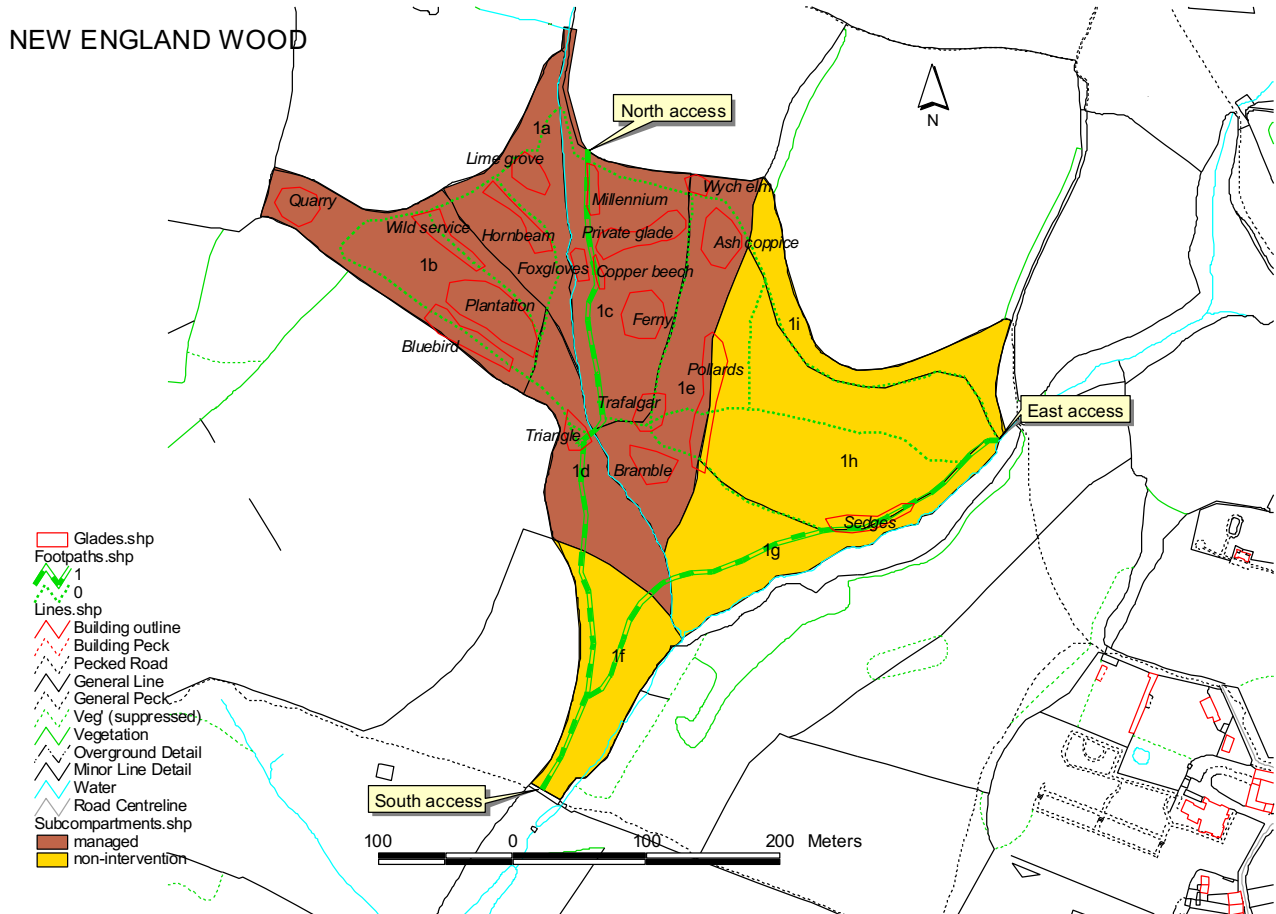 NEW ENGLAND WOOD
North access
N
1a
Lime grove
Quarry
Millennium
Wych elm
Wild service
Hornbeam
Private glade
Ash coppice
1b
Foxgloves
Copper beech
Plantation
1c
Ferny
1i
Bluebird
Pollards
1e
Trafalgar
East access
Triangle
1d
Bramble
1h
Sedges
1g
1f
South access
Glades.shp
Footpaths.shp
1
0
Lines.shp
Building outline
Building Peck
Pecked Road
General Line
General Peck
Veg' (suppressed)
Vegetation
Overground Detail
Minor Line Detail
Water
Road Centreline
Subcompartments.shp
managed
non-intervention
100 0 100 200 Meters